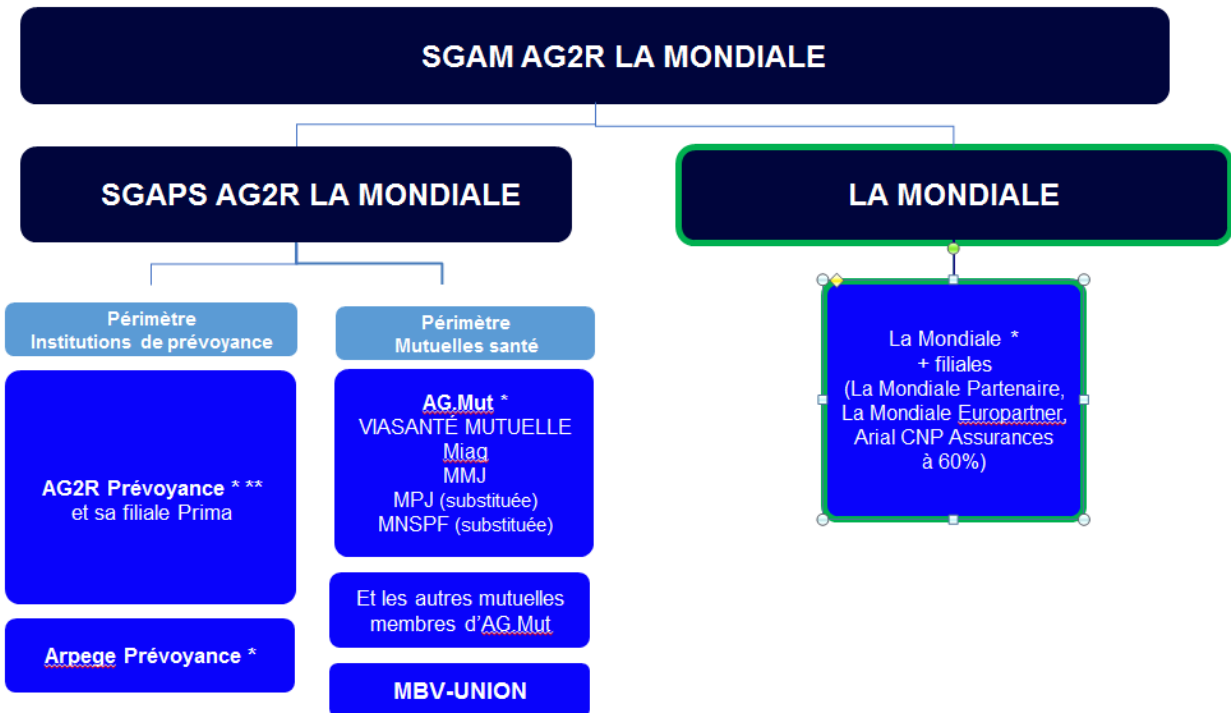 SGAM AG2R LA MONDIALE
SGAPS AG2R LA MONDIALE
LA MONDIALE
Périmètre
Institutions de prévoyance
AG2R Prévoyance * **
et sa filiale Prima
Arpege Prévoyance *
Périmètre
Mutuelles santé
AG.Mut *
VIASANTÉ MUTUELLE
Miag
MMJ
MPJ (substituée)
MNSPF (substituée)
Et les autres mutuelles
membres d'AG.Mut
MBV-UNION
La Mondiale *
+ filiales
(La Mondiale Partenaire,
La Mondiale Europartner,
Arial CNP Assurances
à 60%)